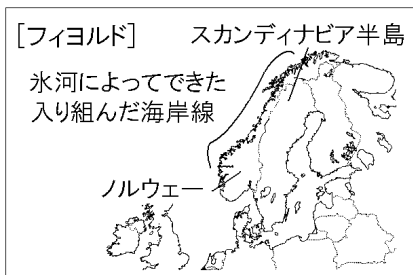 [フィヨルド]
スカンディナビア半島
氷河によってできた
入り組んだ海岸線
ノルウェー